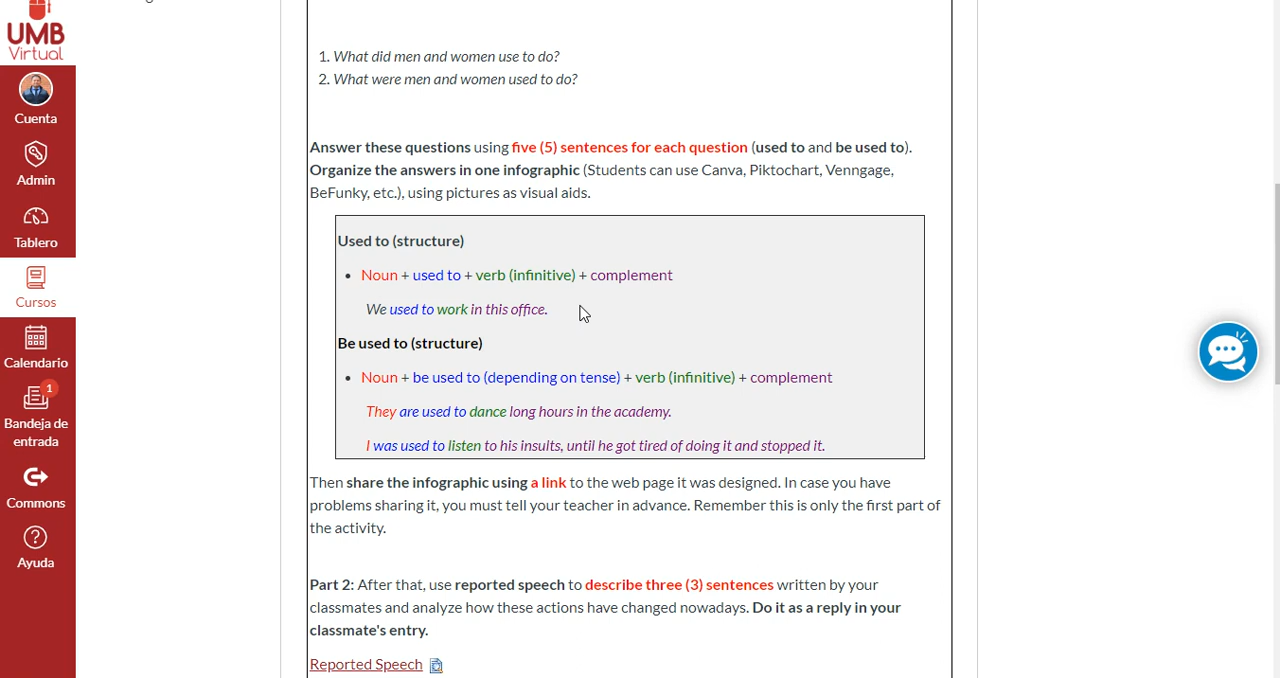 UMB
Virtual
Cuenta
Admin
Tablero
Cursos
Calendario
1
Bandeja de
entrada
Commons
Ayuda
1. What did men and women use to do?
2. What were men and women used to do?
Answer these questions using five (5) sentences for each question (used to and be used to).
Organize the answers in one infographic (Students can use Canva, Piktochart, Venngage,
BeFunky, etc.), using pictures as visual aids.
Used to (structure)
• Noun + used to + verb (infinitive) + complement
We used to work in this office.
Be used to (structure)
• Noun + be used to (depending on tense) + verb (infinitive) + complement
They are used to dance long hours in the academy.
I was used to listen to his insults, until he got tired of doing it and stopped it.
Then share the infographic using a link to the web page it was designed. In case you have
problems sharing it, you must tell your teacher in advance. Remember this is only the first part of
the activity.
Part 2: After that, use reported speech to describe three (3) sentences written by your
classmates and analyze how these actions have changed nowadays. Do it as a reply in your
classmate's entry.
Reported Speech